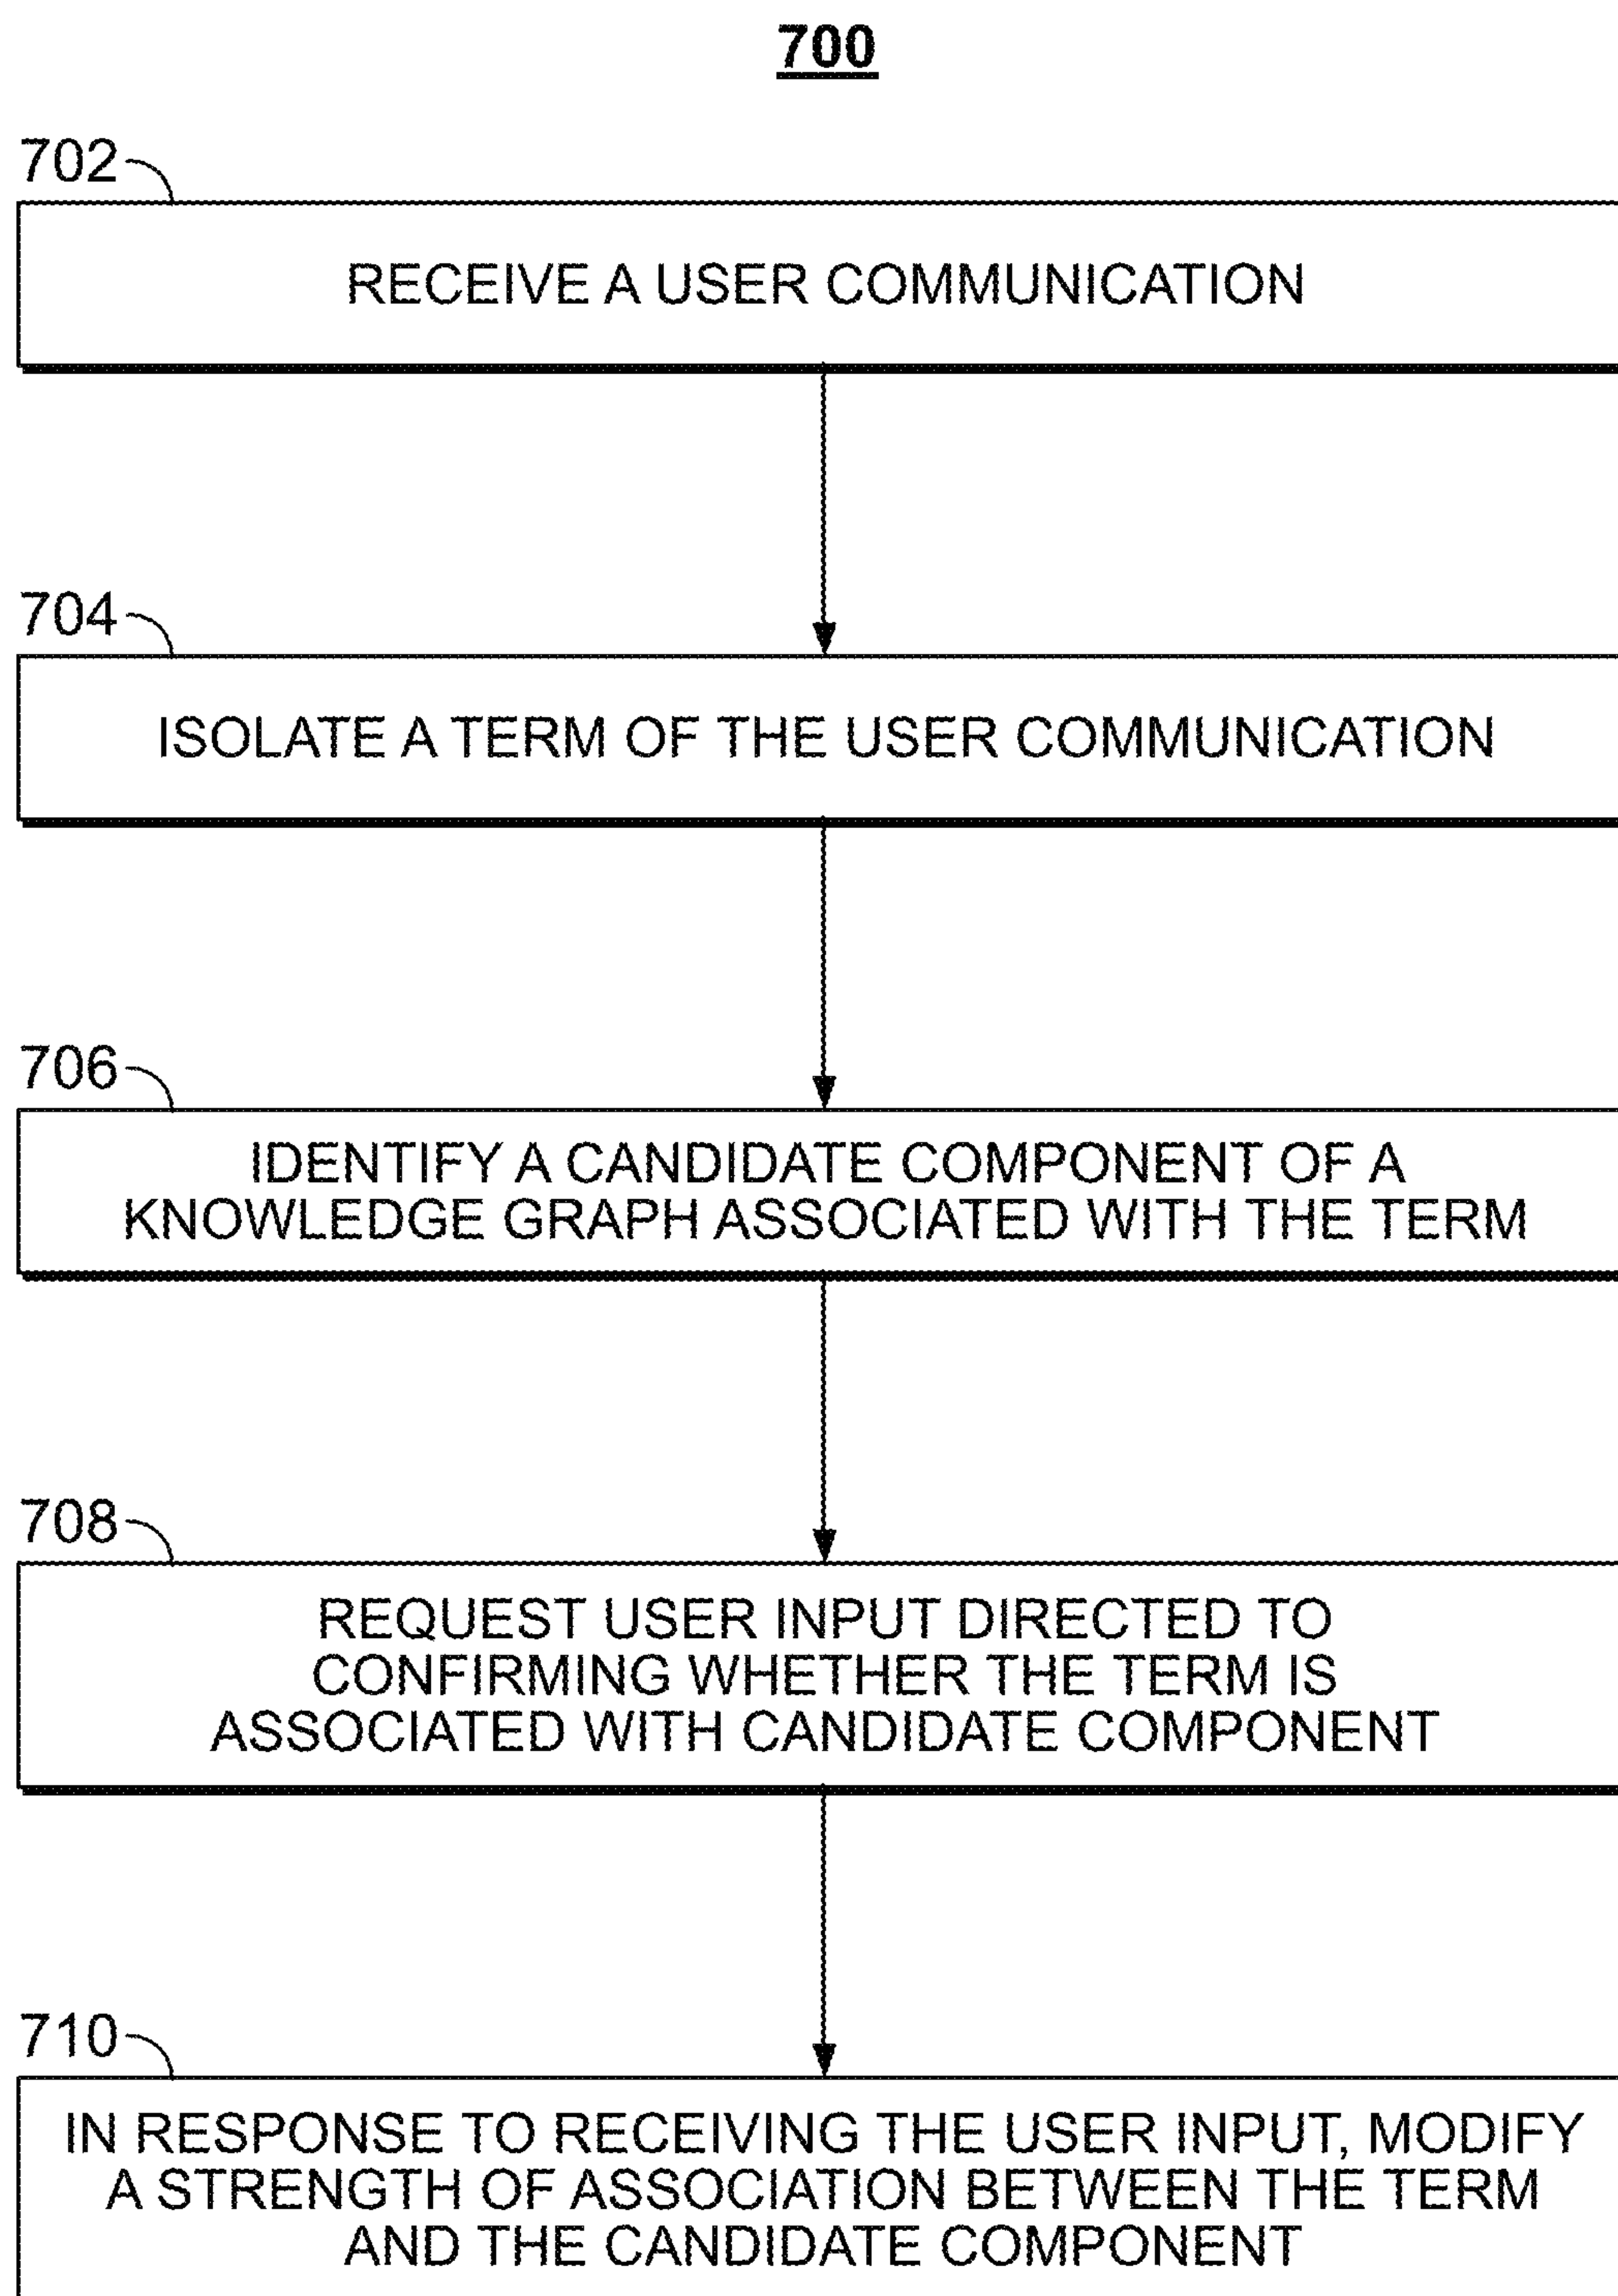 700
702
RECEIVE A USER COMMUNICATION
704
ISOLATE A TERM OF THE USER COMMUNICATION
706
IDENTIFY A CANDIDATE COMPONENT OF A
KNOWLEDGE GRAPH ASSOCIATED WITH THE TERM
708
REQUEST USER INPUT DIRECTED TO
CONFIRMING WHETHER THE TERM IS
ASSOCIATED WITH CANDIDATE COMPONENT
710
IN RESPONSE TO RECEIVING THE USER INPUT, MODIFY
A STRENGTH OF ASSOCIATION BETWEEN THE TERM
AND THE CANDIDATE COMPONENT